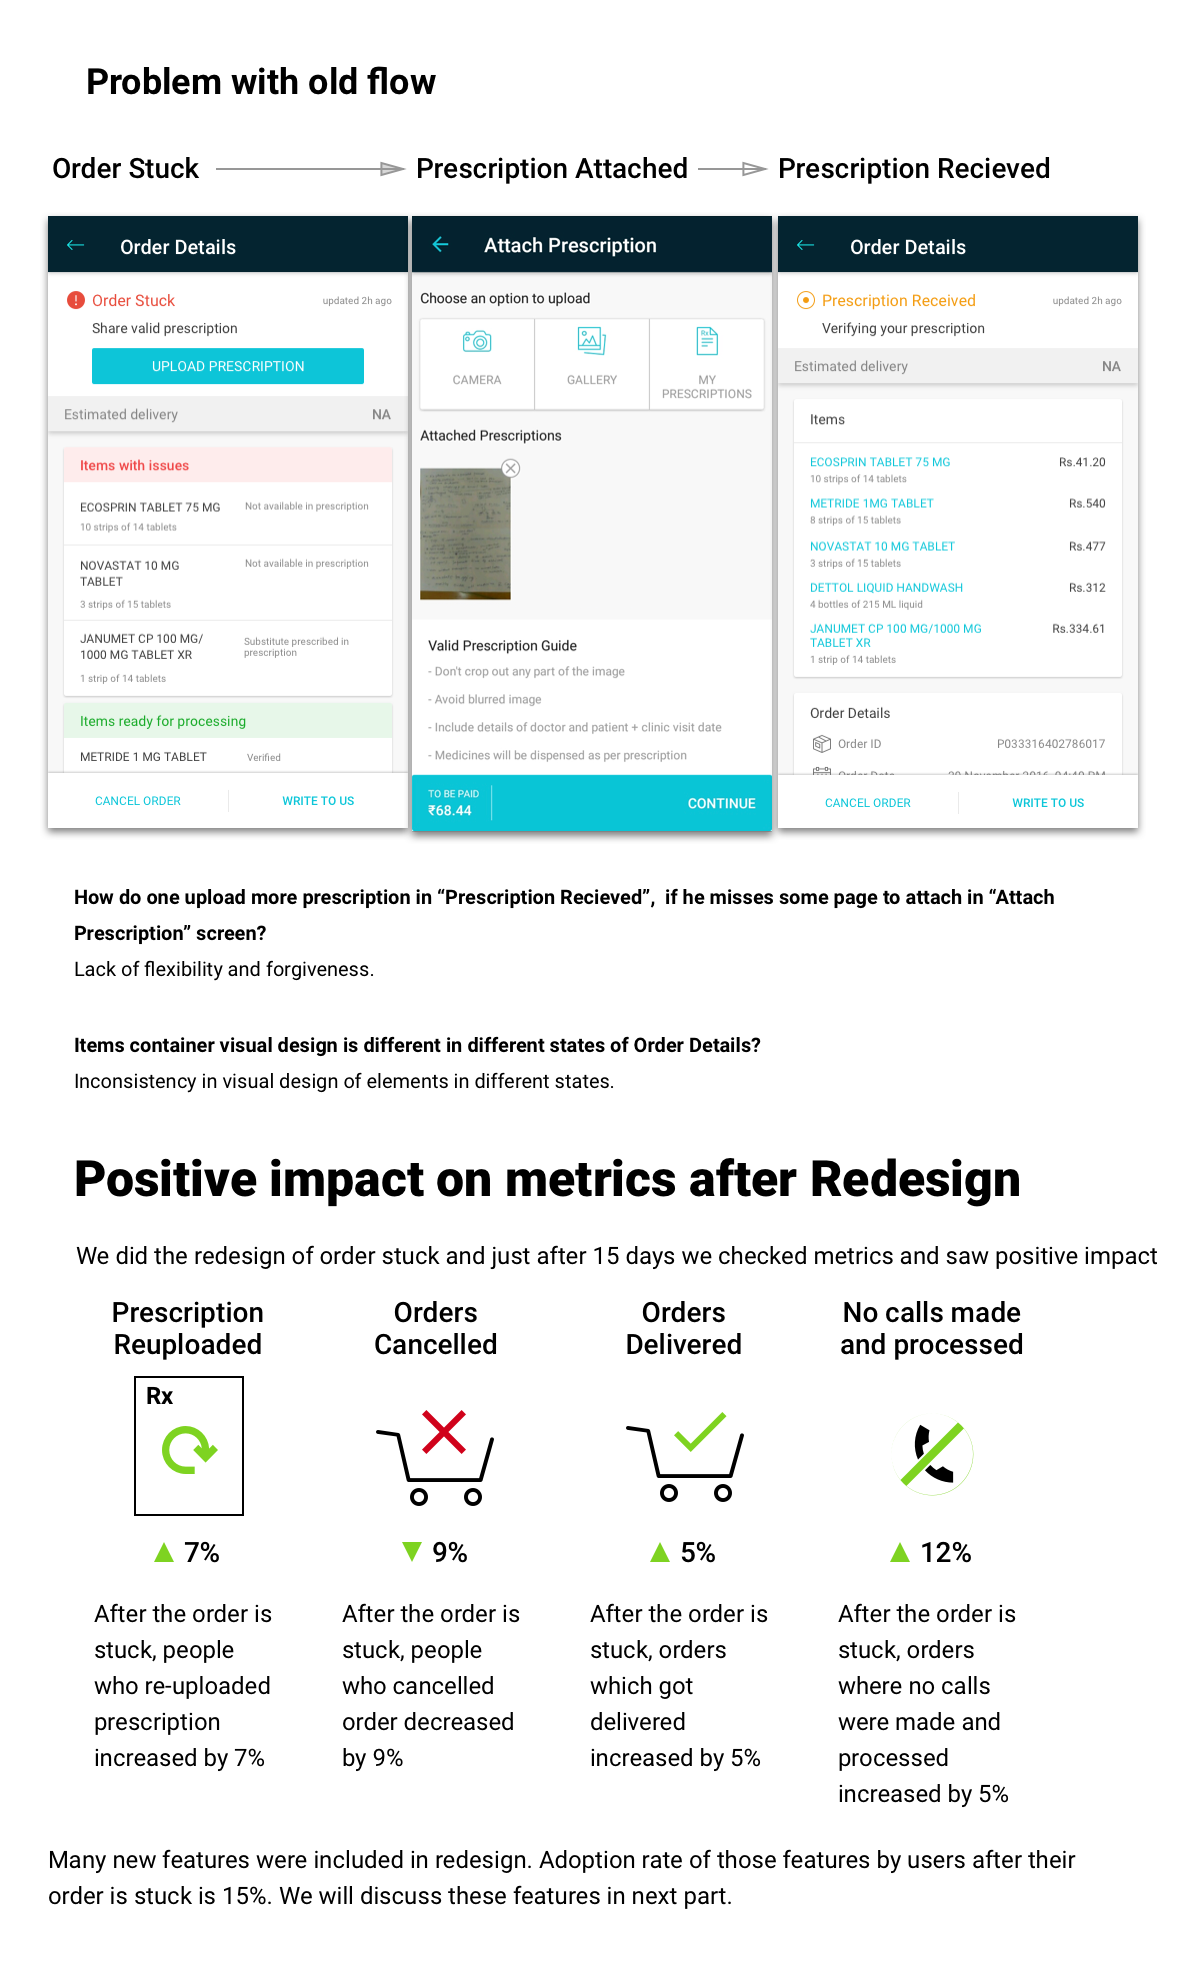 Problem with old flow
Order Stuck
Prescription Attached
Prescription Recieved
Order Details
Order Stuck
updated 2h ago
Share valid prescription
UPLOAD PRESCRIPTION
Estimated delivery
NA
Items with issues
ECOSPRIN TABLET 75 MG
Not available in prescription
10 strips of 14 tablets
NOVASTAT 10 MG
TABLET
Not available in prescription
3 strips of 15 tablets
JANUMET CP 100 MG/
1000 MG TABLET XR
Substitute prescribed in
prescription
1 strip of 14 tablets
Items ready for processing
METRIDE 1 MG TABLET
Verified
CANCEL ORDER
WRITE TO US
Attach Prescription
Choose an option to upload
CAMERA
GALLERY
Rx
MY
PRESCRIPTIONS
Attached Prescriptions
Valid Prescription Guide
- Don't crop out any part of the image
- Avoid blurred image
- Include details of doctor and patient + clinic visit date
- Medicines will be dispensed as per prescription
TO BE PAID
₹68.44
CONTINUE
Order Details
Prescription Received
updated 2h ago
Verifying your prescription
Estimated delivery
NA
Items
ECOSPRIN TABLET 75 MG
Rs.41.20
10 strips of 14 tablets
METRIDE 1MG TABLET
Rs.540
8 strips of 15 tablets
NOVASTAT 10 MG TABLET
Rs.477
3 strips of 15 tablets
DETTOL LIQUID HANDWASH
Rs.312
4 bottles of 215 ML liquid
JANUMET CP 100 MG/1000 MG
TABLET XR
Rs.334.61
1 strip of 14 tablets
Order Details
Order ID
P033316402786017
Order Date
CANCEL ORDER
WRITE TO US
How do one upload more prescription in “Prescription Recieved”,  if he misses some page to attach in “Attach
Prescription” screen?
Lack of flexibility and forgiveness.
Items container visual design is different in different states of Order Details?
Inconsistency in visual design of elements in different states.
Positive impact on metrics after Redesign
We did the redesign of order stuck and just after 15 days we checked metrics and saw positive impact
Prescription
Reuploaded
Rx
7%
After the order is
stuck, people
who re-uploaded
prescription
increased by 7%
Orders
Cancelled
9%
After the order is
stuck, people
who cancelled
order decreased
by 9%
Orders
Delivered
5%
After the order is
stuck, orders
which got
delivered
increased by 5%
No calls made
and processed
12%
After the order is
stuck, orders
where no calls
were made and
processed
increased by 5%
Many new features were included in redesign. Adoption rate of those features by users after their
order is stuck is 15%. We will discuss these features in next part.